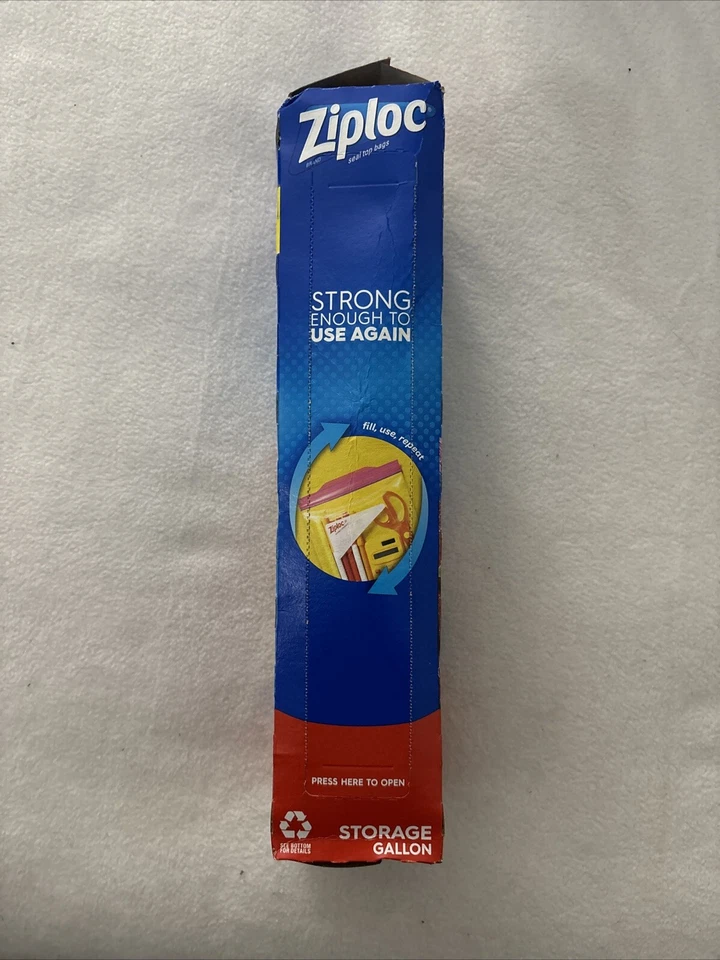 Ziploc
seal top bags
STRONG
ENOUGH TO
USE AGAIN
fill, use, repeat
Ziploc
PRESS HERE TO OPEN
SEE BOTTOM
FOR DETAILS
STORAGE
GALLON